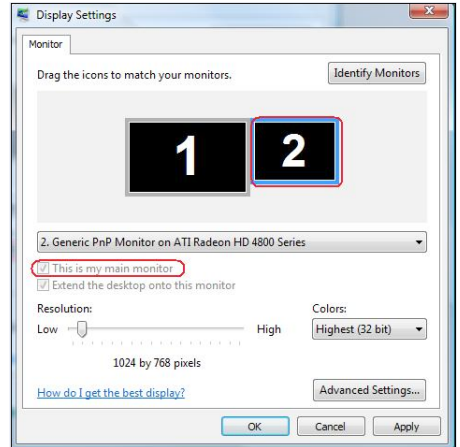 Display Settings
Monitor
Drag the icons to match your monitors.
Identify Monitors
1
2
2. Generic PnP Monitor on ATI Radeon HD 4800 Series
This is my main monitor
Extend the desktop onto this monitor
Resolution:
Colors:
Low
High
Highest (32 bit)
1024 by 768 pixels
How do I get the best display?
Advanced Settings...
OK
Cancel
Apply